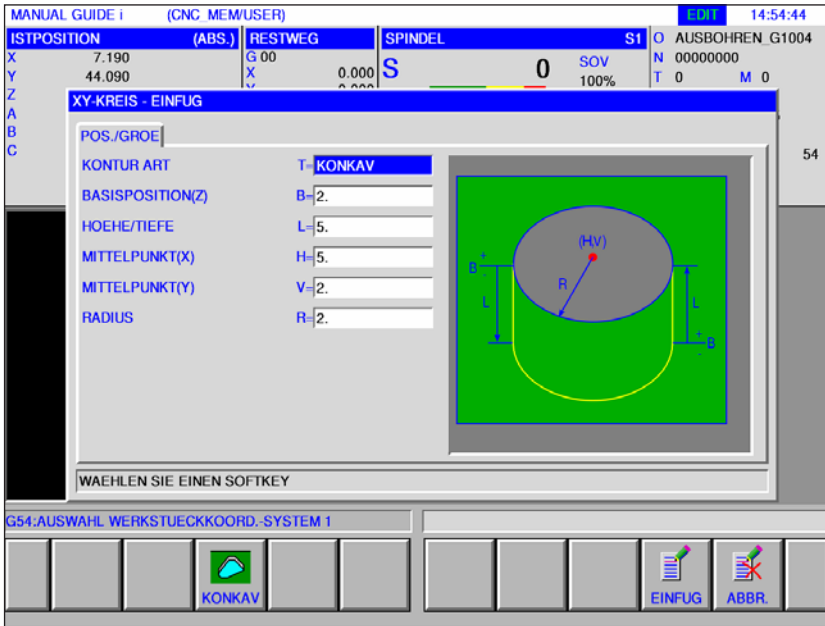 MANUAL GUIDE i (CNC_MEM/USER) EDIT 14:54:44
ISTPOSITION (ABS.) RESTWEG SPINDEL S1 O AUSBOHREN_G1004
X 7.190 G 00 SOV N 00000000
Y 44.090 X 0.000 S 0 100% T 0 M 0
Z
A
B
C 54
XY-KREIS - EINFUG
POS./GROE
KONTUR ART T= KONKAV
BASISPOSITION(Z) B= 2.
HOEHE/TIEFE L= 5.
MITTELPUNKT(X) H= 5.
MITTELPUNKT(Y) V= 2.
RADIUS R= 2.
(H,V)
+
B
-
R
L
L
+
B
-
WAEHLEN SIE EINEN SOFTKEY
G54:AUSWAHL WERKSTUECKKOORD.-SYSTEM 1
KONKAV EINFUG ABBR.